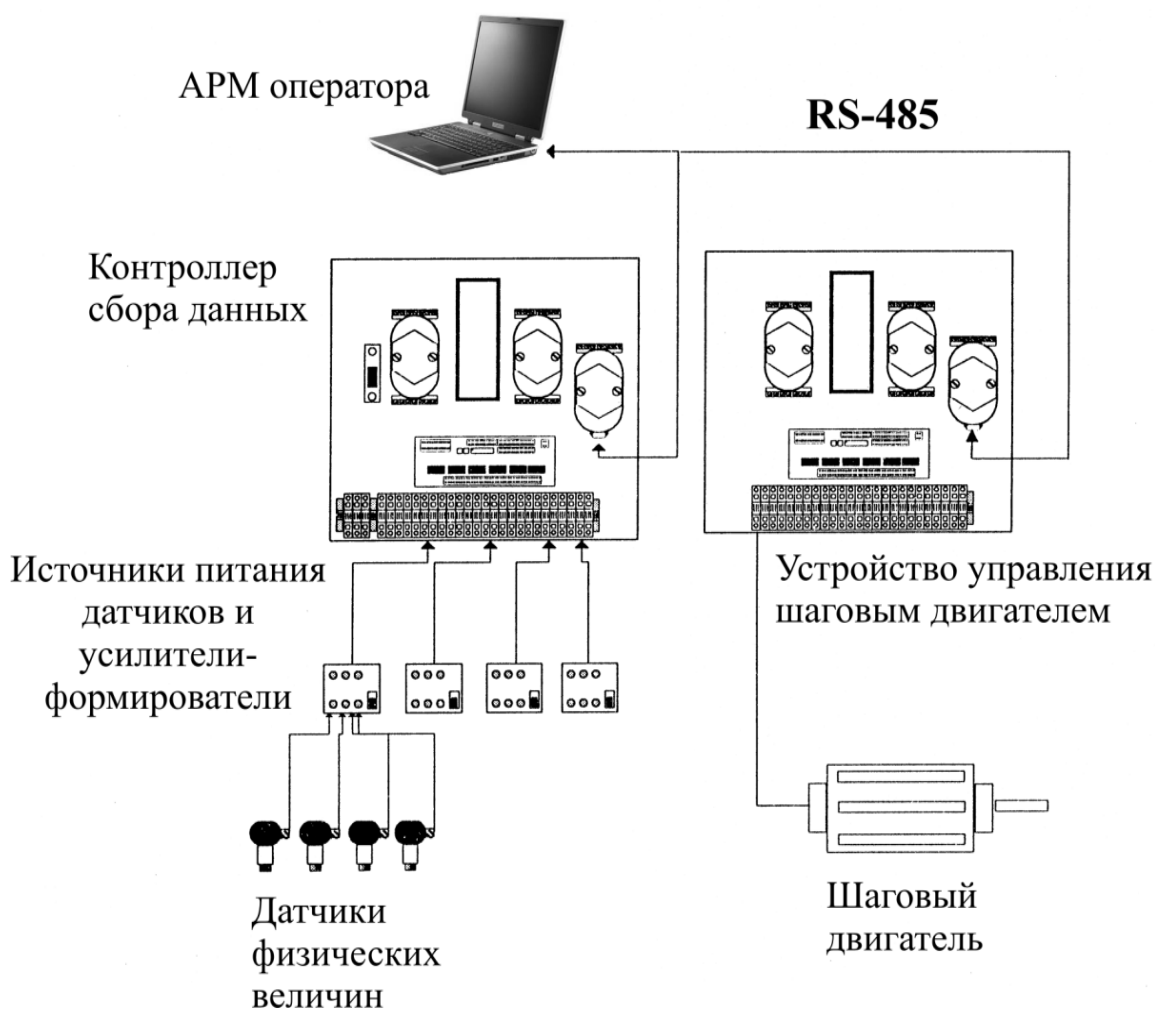 АРМ оператора
RS-485
Контроллер
сбора данных
Источники питания
датчиков и
усилители-
формирователи
Устройство управления
шаговым двигателем
Датчики
физических
величин
Шаговый
двигатель